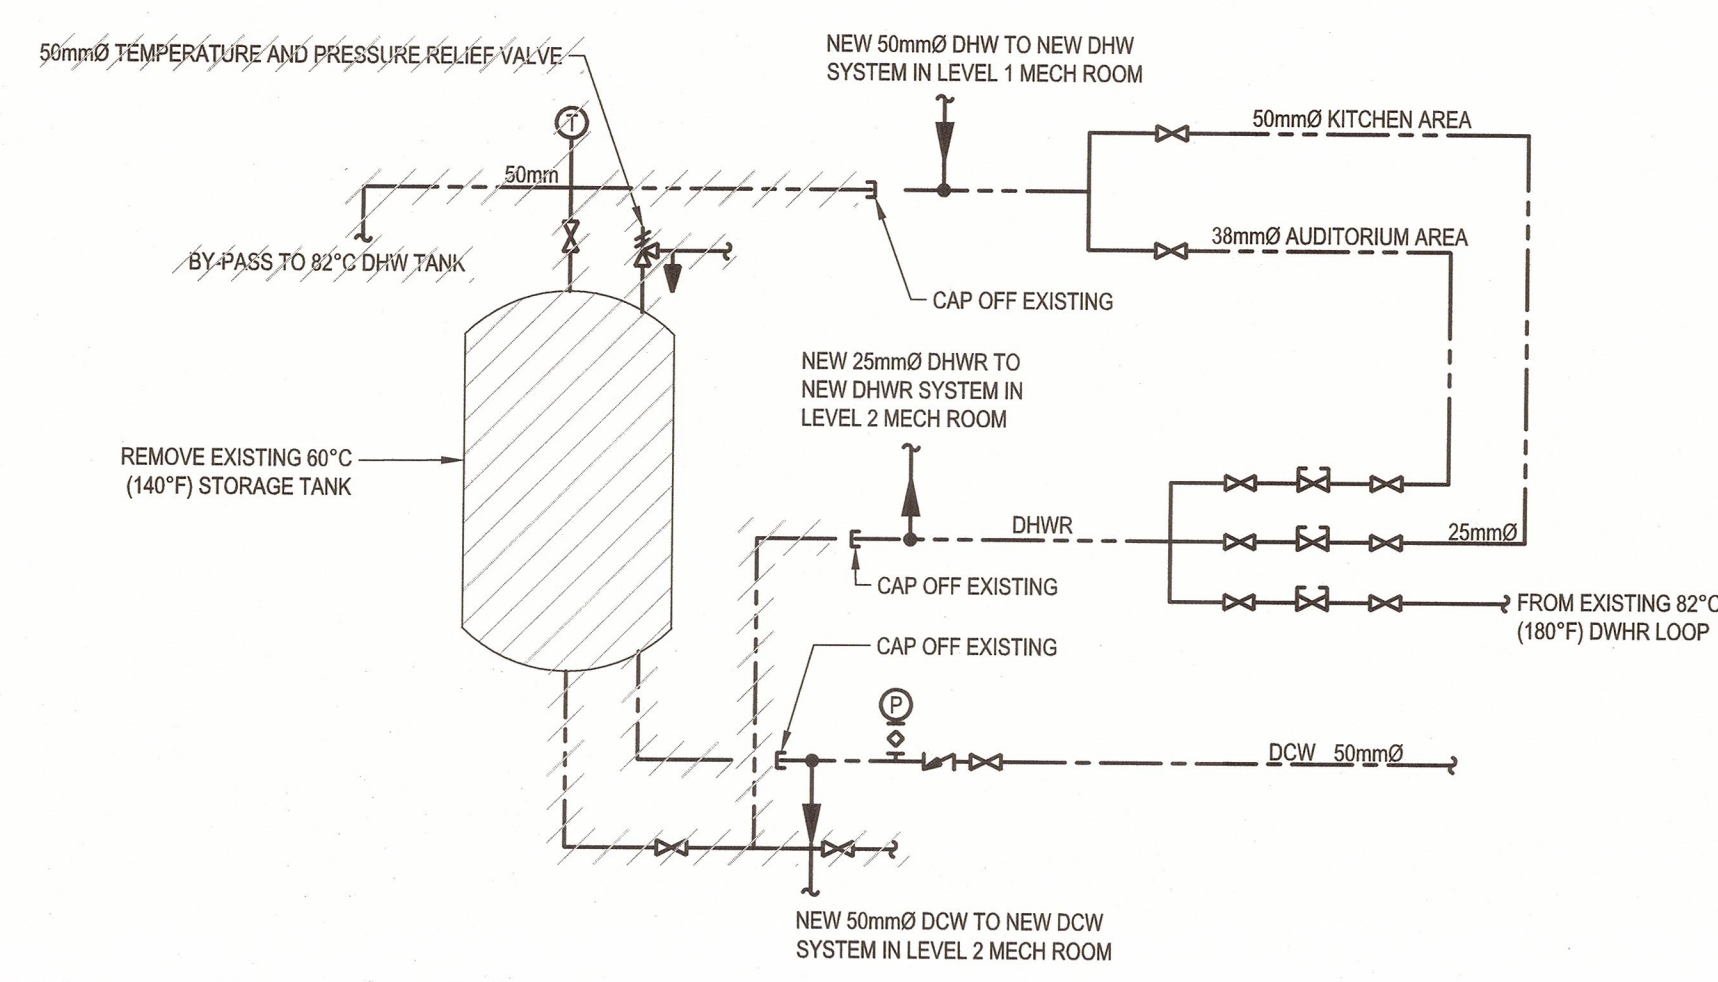 50mmØ TEMPERATURE AND PRESSURE RELIEF VALVE
NEW 50mmØ DHW TO NEW DHW
SYSTEM IN LEVEL 1 MECH ROOM
T
50mm
50mmØ KITCHEN AREA
38mmØ AUDITORIUM AREA
BY-PASS TO 82°C DHW TANK
CAP OFF EXISTING
NEW 25mmØ DHWR TO
NEW DHWR SYSTEM IN
LEVEL 2 MECH ROOM
REMOVE EXISTING 60°C
(140°F) STORAGE TANK
DHWR
25mmØ
CAP OFF EXISTING
FROM EXISTING 82°C
(180°F) DWHR LOOP
CAP OFF EXISTING
P
DCW 50mmØ
NEW 50mmØ DCW TO NEW DCW
SYSTEM IN LEVEL 2 MECH ROOM